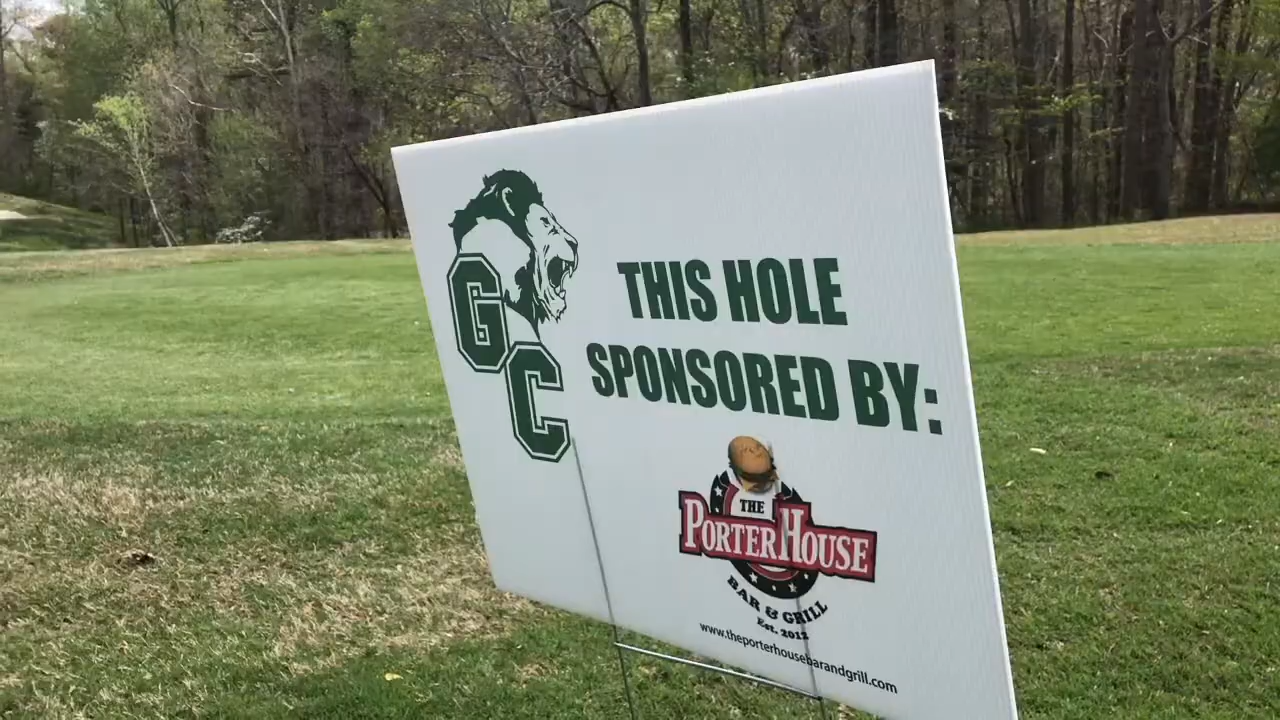 GC
THIS HOLE
SPONSORED BY:
THE
PORTERHOUSE
BAR & GRILL
Est. 2012
www.theporterhousebarandgrill.com